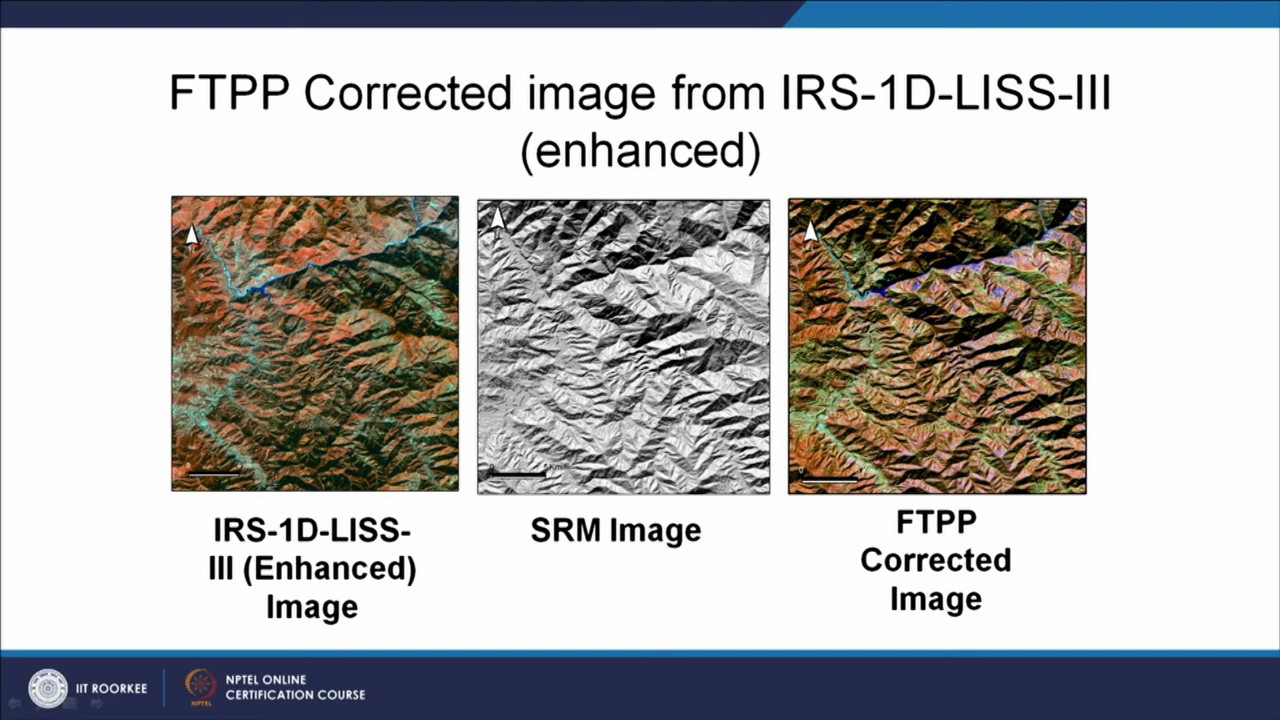 FTPP Corrected image from IRS-1D-LISS-III
(enhanced)
IRS-1D-LISS-
III (Enhanced)
Image
SRM Image
FTPP
Corrected
Image
IIT ROORKEE
NPTEL ONLINE
CERTIFICATION COURSE
NPTEL